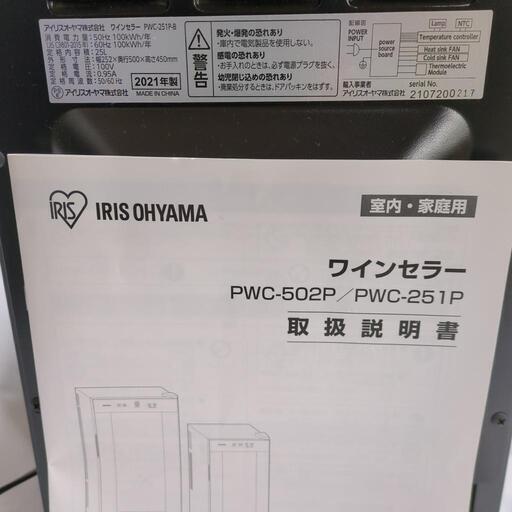 アイリスオーヤマ株式会社 ワインセラー PWC-251P-B
消費電力量 : 50Hz 100kWh/年
(JIS C9801-2015年) : 60Hz 100kWh/年
定格内容積 : 25L
外形寸法 : 幅252×奥行500×高さ450mm
定格電圧 : 100V
定格電流 : 0.95A
定格周波数 : 50/60 Hz
2021年製
MADE IN CHINA
アイリスオーヤマ株式会社
警告
発火・爆発の恐れあり
・庫内で電気製品を使用しない。
感電の恐れあり
・お手入れのときは、必ず電源プラグを抜く。
幼児閉じ込めの恐れあり
・廃棄処分するときは、ドアパッキンをはずす。
配線図
POWER INPUT
power source board
Lamp
NTC
Temperature controller
Heat sink FAN
Cold sink FAN
Thermoelectric Module
輸入事業者
アイリスオーヤマ株式会社
serial No.
2107200217
IRIS
IRIS OHYAMA
室内・家庭用
ワインセラー
PWC-502P/PWC-251P
取扱説明書